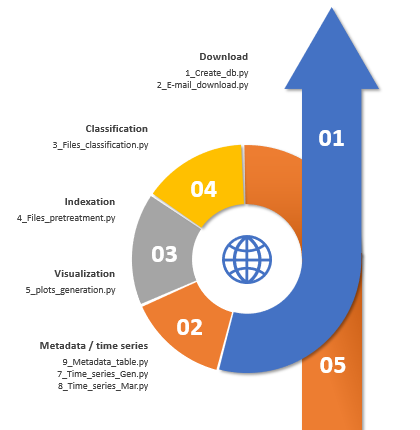 Download
1_Create_db.py
2_E-mail_download.py
01
Classification
3_Files_classification.py
04
Indexation
4_Files_pretreatment.py
03
Visualization
5_plots_generation.py
02
Metadata / time series
9_Metadata_table.py
7_Time_series_Gen.py
8_Time_series_Mar.py
05